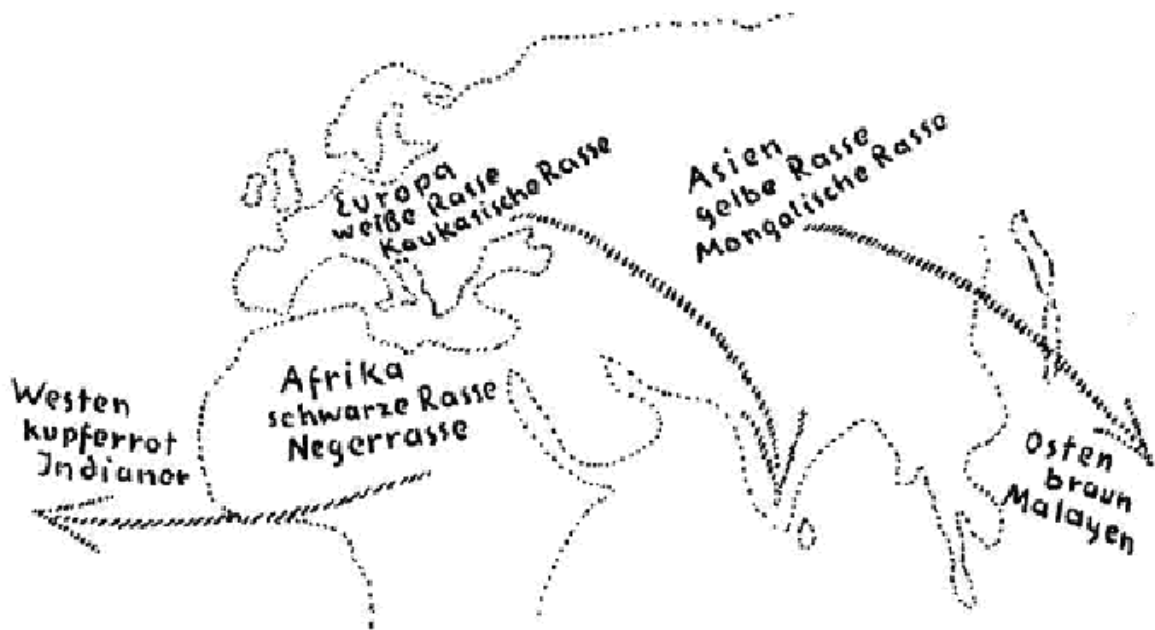 Europa
weiße Rasse
Kaukasische Rasse
Asien
gelbe Rasse
Mongolische Rasse
Westen
kupferrot
Indianer
Afrika
schwarze Rasse
Negerrasse
Osten
braun
Malayen